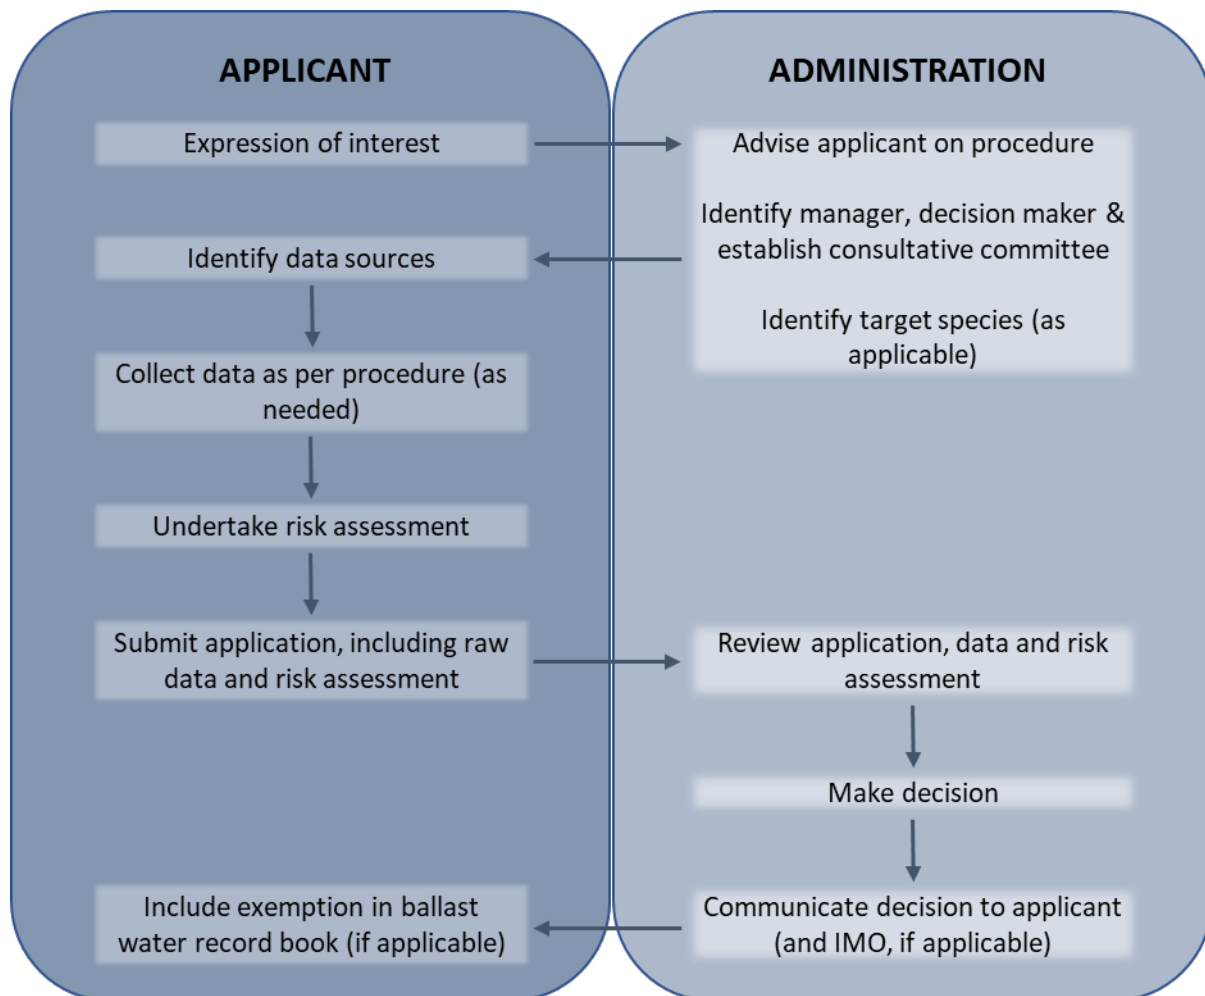 APPLICANT
Expression of interest
Identify data sources
Collect data as per procedure (as
needed)
Undertake risk assessment
Submit application, including raw
data and risk assessment
Include exemption in ballast
water record book (if applicable)
ADMINISTRATION
Advise applicant on procedure
Identify manager, decision maker &
establish consultative committee
Identify target species (as
applicable)
Review application, data and risk
assessment
Make decision
Communicate decision to applicant
(and IMO, if applicable)